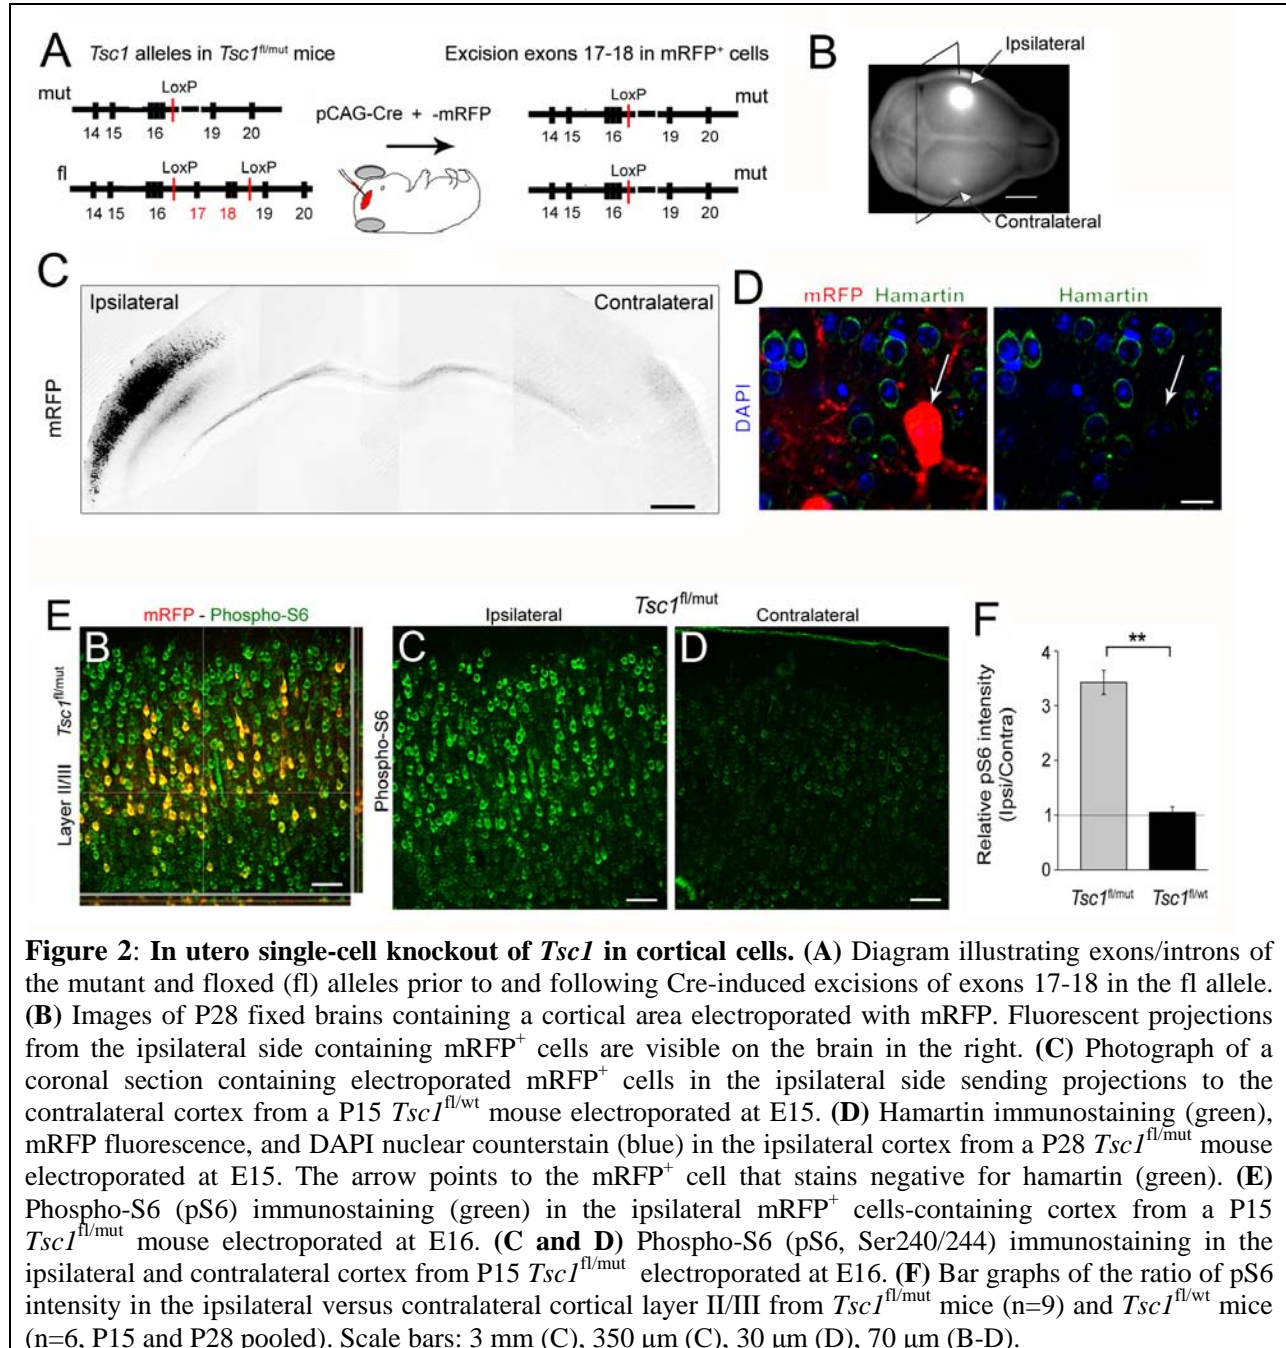 A
Tsc1 alleles in Tsc1fl/mut mice
Excision exons 17-18 in mRFP+ cells
mut
LoxP
14 15 16 19 20
fl
LoxP LoxP
14 15 16 17 18 19 20
pCAG-Cre + -mRFP
LoxP
mut
14 15 16 19 20
LoxP
mut
14 15 16 19 20
B
Ipsilateral
Contralateral
C
Ipsilateral Contralateral
mRFP
D
mRFP Hamartin Hamartin
DAPI
E
mRFP - Phospho-S6
B
Layer II/III Tsc1fl/mut
Tsc1fl/mut
Ipsilateral Contralateral
C D
Phospho-S6
F
**
Relative pS6 intensity
(Ipsi/Contra)
4
3
2
1
0
Tsc1fl/mut Tsc1fl/wt
Figure 2: In utero single-cell knockout of Tsc1 in cortical cells. (A) Diagram illustrating exons/introns of
the mutant and floxed (fl) alleles prior to and following Cre-induced excisions of exons 17-18 in the fl allele.
(B) Images of P28 fixed brains containing a cortical area electroporated with mRFP. Fluorescent projections
from the ipsilateral side containing mRFP+ cells are visible on the brain in the right. (C) Photograph of a
coronal section containing electroporated mRFP+ cells in the ipsilateral side sending projections to the
contralateral cortex from a P15 Tsc1fl/wt mouse electroporated at E15. (D) Hamartin immunostaining (green),
mRFP fluorescence, and DAPI nuclear counterstain (blue) in the ipsilateral cortex from a P28 Tsc1fl/mut mouse
electroporated at E15. The arrow points to the mRFP+ cell that stains negative for hamartin (green). (E)
Phospho-S6 (pS6) immunostaining (green) in the ipsilateral mRFP+ cells-containing cortex from a P15
Tsc1fl/mut mouse electroporated at E16. (C and D) Phospho-S6 (pS6, Ser240/244) immunostaining in the
ipsilateral and contralateral cortex from P15 Tsc1fl/mut electroporated at E16. (F) Bar graphs of the ratio of pS6
intensity in the ipsilateral versus contralateral cortical layer II/III from Tsc1fl/mut mice (n=9) and Tsc1fl/wt mice
(n=6, P15 and P28 pooled). Scale bars: 3 mm (C), 350 μm (C), 30 μm (D), 70 μm (B-D).